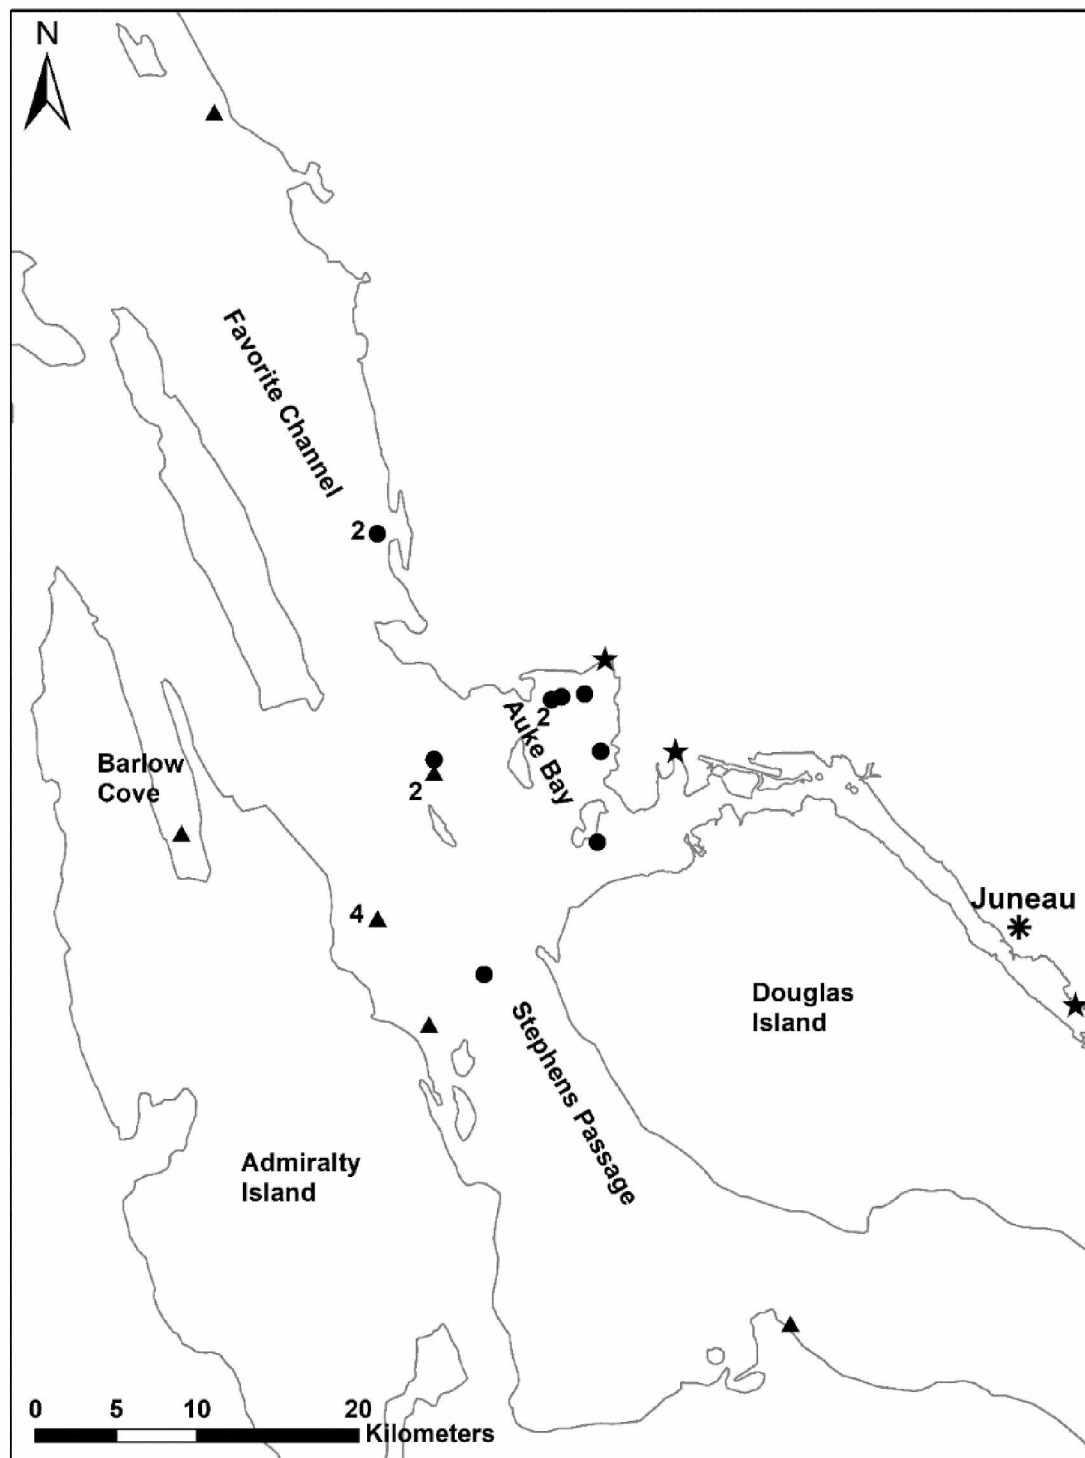 N
Favorite Channel
2
2
Auke Bay
Barlow
Cove
2
4
Juneau
Douglas
Island
Stephens Passage
Admiralty
Island
0 5 10 20
Kilometers